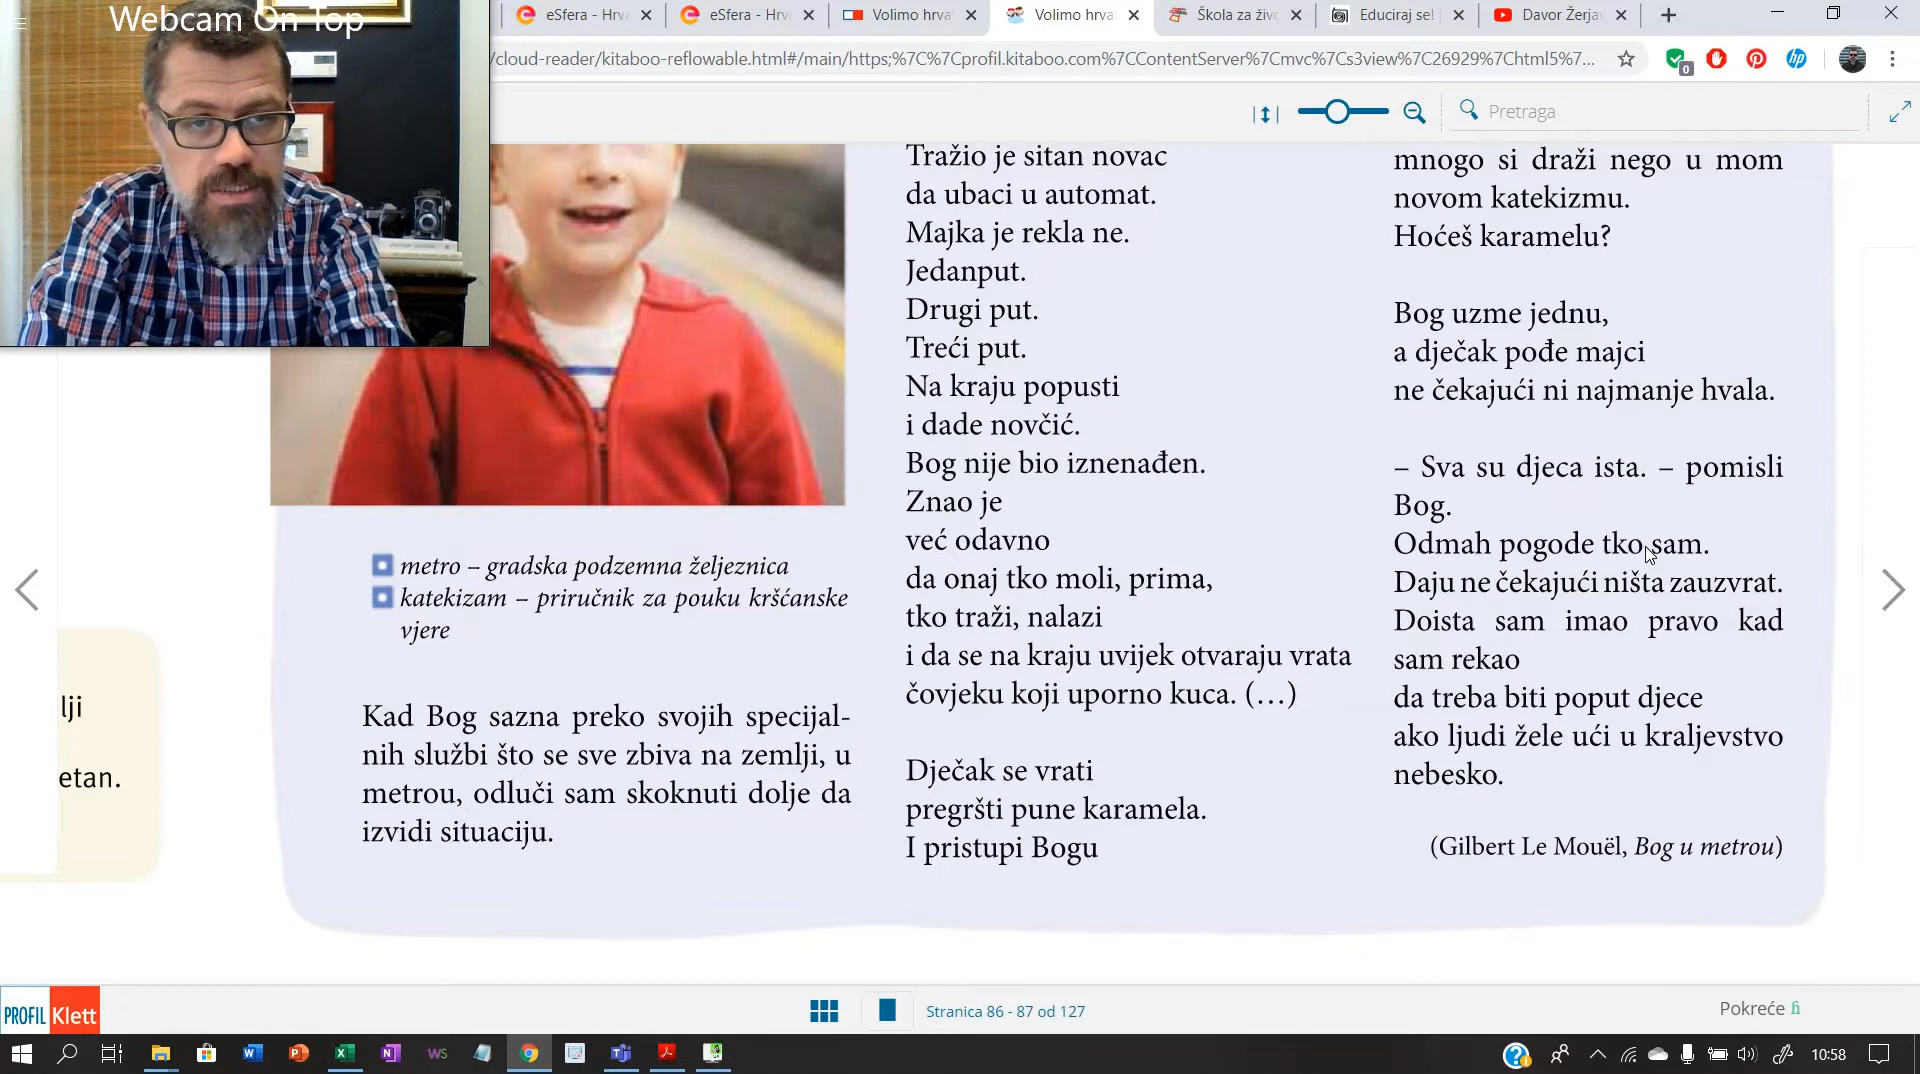 Webcam On Top
eSfera - Hrv
eSfera - Hrv
Volimo hrva
Volimo hrva
Škola za živo
Educiraj se! |
Davor Žerjav
/cloud-reader/kitaboo-reflowable.html#/main/https;%7C%7Cprofil.kitaboo.com%7CContentServer%7Cmvc%7Cs3view%7C26929%7Chtml5%7...
0
Pretraga
lji
etan.
metro – gradska podzemna željeznica
katekizam – priručnik za pouku kršćanske
vjere
Kad Bog sazna preko svojih specijal-
nih službi što se sve zbiva na zemlji, u
metrou, odluči sam skoknuti dolje da
izvidi situaciju.
Tražio je sitan novac
da ubaci u automat.
Majka je rekla ne.
Jedanput.
Drugi put.
Treći put.
Na kraju popusti
i dade novčić.
Bog nije bio iznenađen.
Znao je
već odavno
da onaj tko moli, prima,
tko traži, nalazi
i da se na kraju uvijek otvaraju vrata
čovjeku koji uporno kuca. (…)
Dječak se vrati
pregršti pune karamela.
I pristupi Bogu
mnogo si draži nego u mom
novom katekizmu.
Hoćeš karamelu?
Bog uzme jednu,
a dječak pođe majci
ne čekajući ni najmanje hvala.
– Sva su djeca ista. – pomisli
Bog.
Odmah pogode tko sam.
Daju ne čekajući ništa zauzvrat.
Doista sam imao pravo kad
sam rekao
da treba biti poput djece
ako ljudi žele ući u kraljevstvo
nebesko.
(Gilbert Le Mouël, Bog u metrou)
PROFIL Klett
Stranica 86 - 87 od 127
Pokreće
WS
10:58